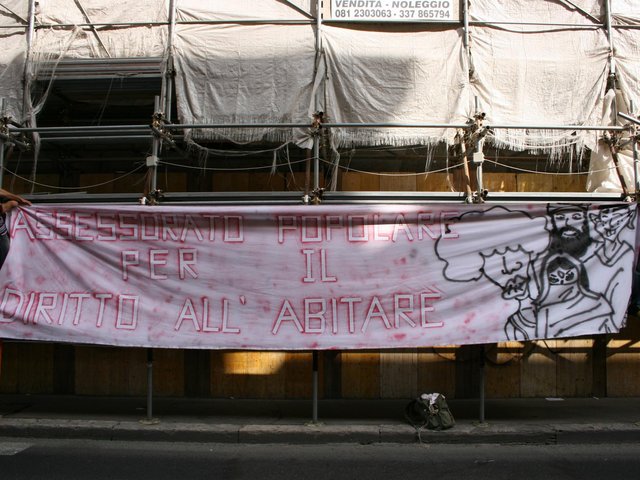 VENDITA - NOLEGGIO
081 2303063 - 337 865794
ASSESSORATO POPOLARE
PER IL
DIRITTO ALL' ABITARE